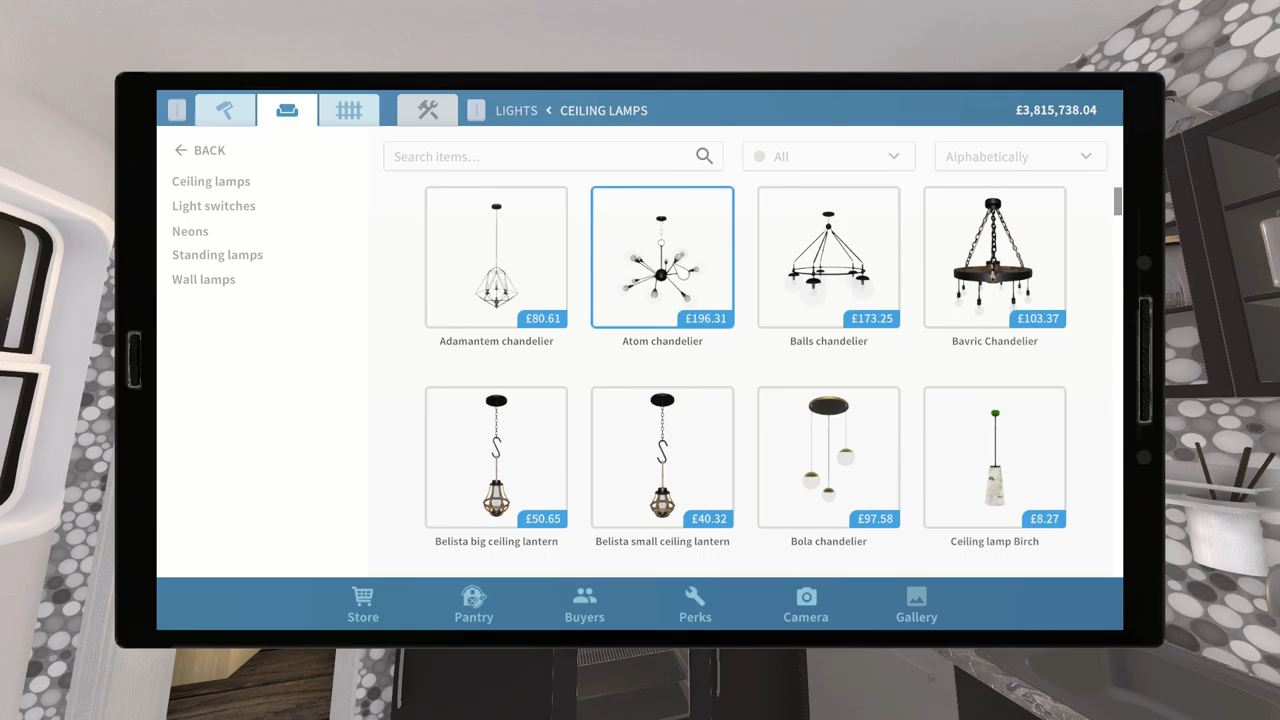 LIGHTS < CEILING LAMPS
£3,815,738.04
BACK
Ceiling lamps
Light switches
Neons
Standing lamps
Wall lamps
Search items...
All
Alphabetically
£80.61
£196.31
£173.25
£103.37
Adamantem chandelier
Atom chandelier
Balls chandelier
Bavric Chandelier
£50.65
£40.32
£97.58
£8.27
Belista big ceiling lantern
Belista small ceiling lantern
Bola chandelier
Ceiling lamp Birch
Store
Pantry
Buyers
Perks
Camera
Gallery